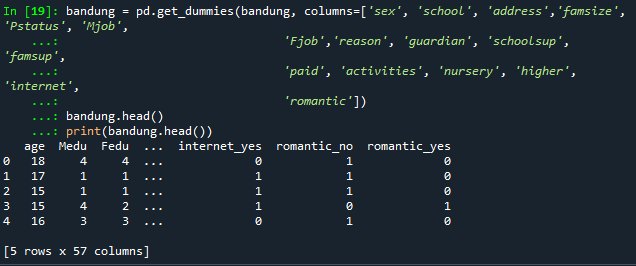 In [19]: bandung = pd.get_dummies(bandung, columns=['sex', 'school', 'address','famsize',
'Pstatus', 'Mjob',
    ...:                                'Fjob','reason', 'guardian', 'schoolsup',
'famsup',
    ...:                                'paid', 'activities', 'nursery', 'higher',
'internet',
    ...:                                'romantic'])
    ...: bandung.head()
    ...: print(bandung.head())
   age  Medu  Fedu  ...  internet_yes  romantic_no  romantic_yes
0   18     4     4  ...             0            1             0
1   17     1     1  ...             1            1             0
2   15     1     1  ...             1            1             0
3   15     4     2  ...             1            0             1
4   16     3     3  ...             0            1             0
[5 rows x 57 columns]